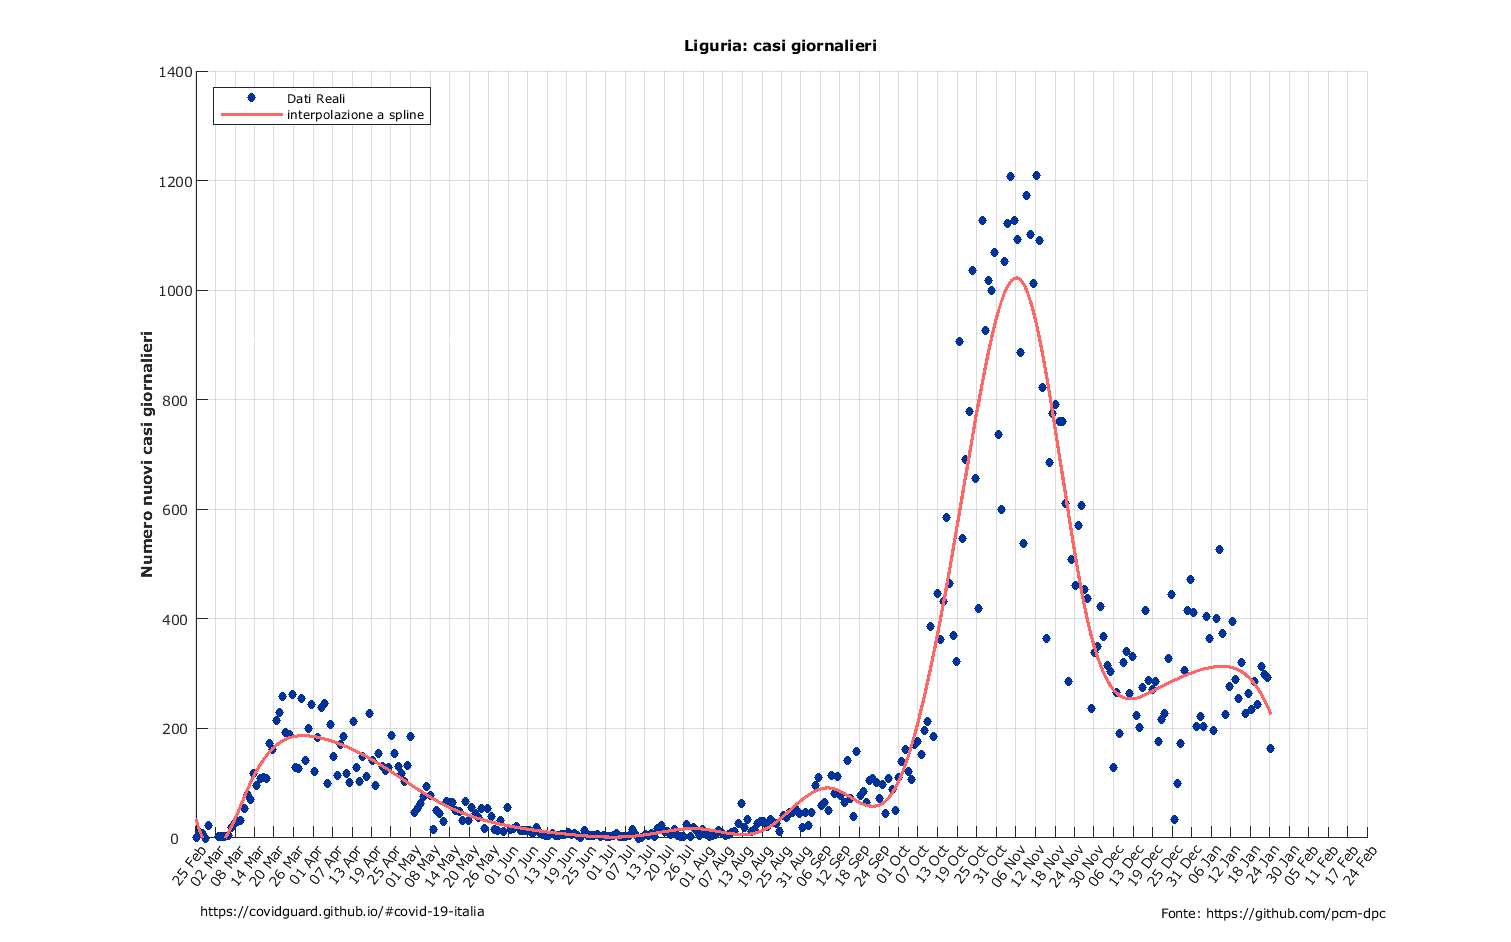 Liguria: casi giornalieri
Dati Reali
interpolazione a spline
Numero nuovi casi giornalieri
1400
1200
1000
800
600
400
200
0
25 Feb
02 Mar
08 Mar
14 Mar
20 Mar
26 Mar
01 Apr
07 Apr
13 Apr
19 Apr
25 Apr
01 May
08 May
14 May
20 May
26 May
01 Jun
07 Jun
13 Jun
19 Jun
25 Jun
01 Jul
07 Jul
13 Jul
20 Jul
26 Jul
01 Aug
07 Aug
13 Aug
19 Aug
25 Aug
31 Aug
06 Sep
12 Sep
18 Sep
24 Sep
01 Oct
07 Oct
13 Oct
19 Oct
25 Oct
31 Oct
06 Nov
12 Nov
18 Nov
24 Nov
30 Dec
06 Dec
13 Dec
19 Dec
25 Dec
31 Dec
06 Jan
12 Jan
18 Jan
24 Jan
30 Jan
05 Feb
11 Feb
17 Feb
24 Feb
https://covidguard.github.io/#covid-19-italia
Fonte: https://github.com/pcm-dpc